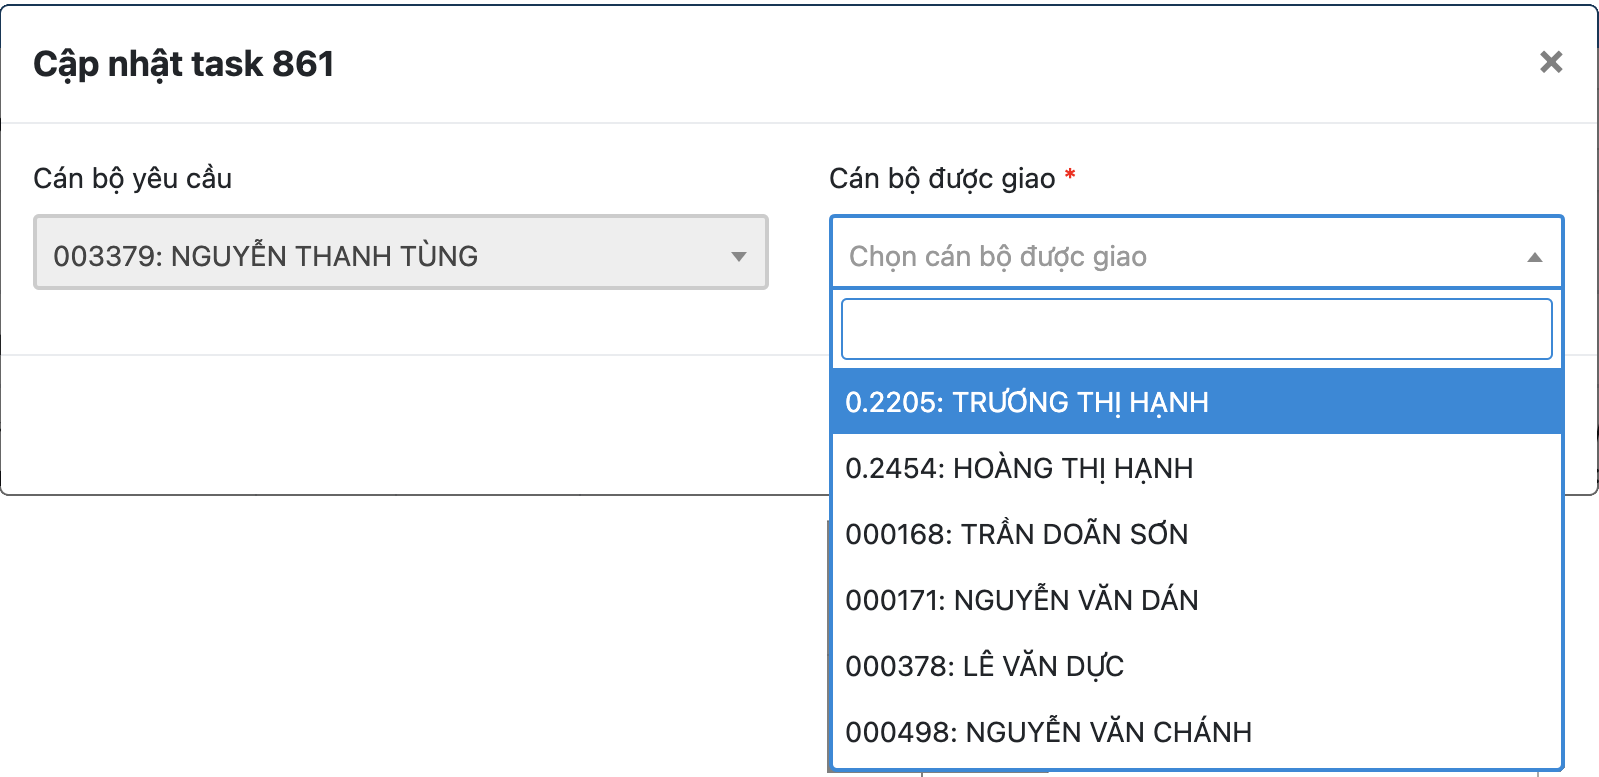 Cập nhật task 861
×
Cán bộ yêu cầu
003379: NGUYỄN THANH TÙNG
Cán bộ được giao *
Chọn cán bộ được giao
0.2205: TRƯƠNG THỊ HẠNH
0.2454: HOÀNG THỊ HẠNH
000168: TRẦN DOÃN SƠN
000171: NGUYỄN VĂN DÁN
000378: LÊ VĂN DỰC
000498: NGUYỄN VĂN CHÁNH